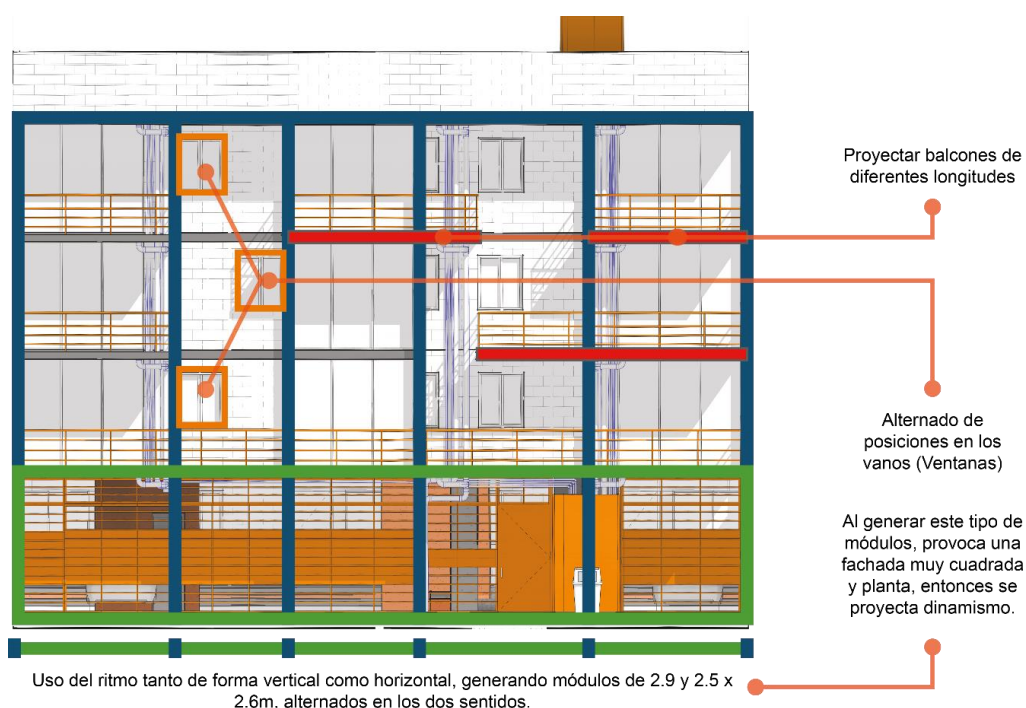 Proyectar balcones de
diferentes longitudes
Alternado de
posiciones en los
vanos (Ventanas)
Al generar este tipo de
módulos, provoca una
fachada muy cuadrada
y planta, entonces se
proyecta dinamismo.
Uso del ritmo tanto de forma vertical como horizontal, generando módulos de 2.9 y 2.5 x
2.6m. alternados en los dos sentidos.